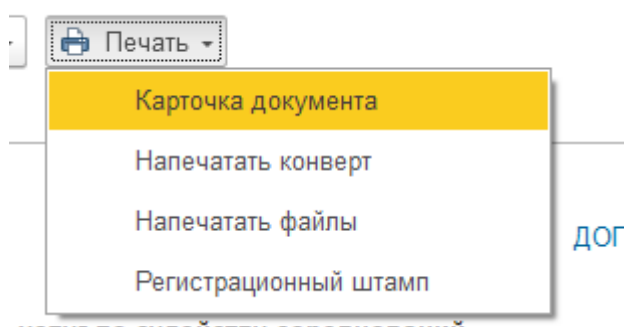 Печать
Карточка документа
Напечатать конверт
Напечатать файлы
ДОГ
Регистрационный штамп